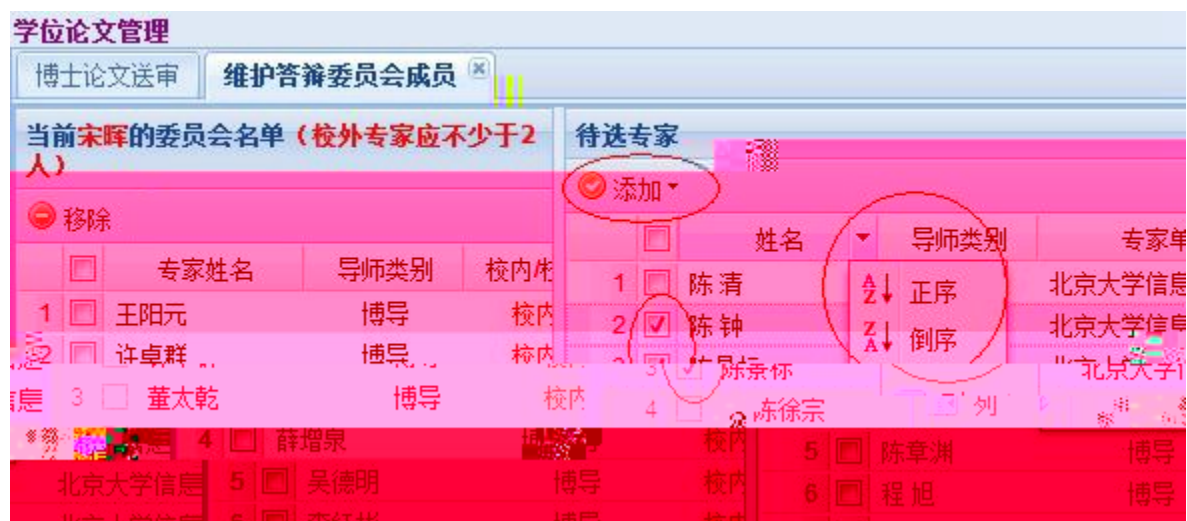 学位论文管理
博士论文送审 维护答辩委员会成员
当前宋晖的委员会名单（校外专家应不少于2人）
移除
专家姓名 导师类别 校内/校
1 王阳元 博导 校内
2 许卓群 博导 校内
信息 3 董太乾 博导 校内
4 薛增泉 校内
北京大学信息 5 吴德明 博导 校内
待选专家
添加
姓名 导师类别 专家单
1 陈清 北京大学信息
2 陈钟 北京大学信息
3 陈景标 北京大学信
4 陈徐宗
5 陈章渊 博导
6 程旭 博导
正序
倒序
列